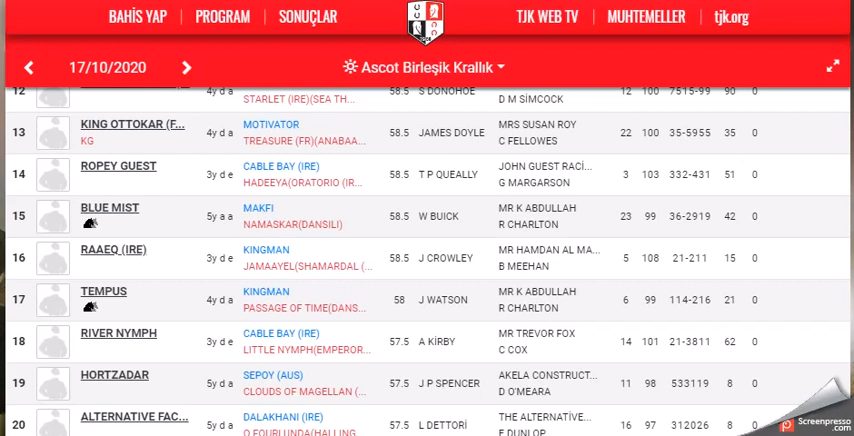 BAHİS YAP PROGRAM SONUÇLAR TJK WEB TV MUHTEMELLER tjk.org
17/10/2020 Ascot Birleşik Krallık
12 4y d a STARLET (IRE)(SEA TH... 58.5 S DONOHOE D M SİMCOCK 12 100 7515-99 90 0
13 KING OTTOKAR (F... 4y d a MOTIVATOR 58.5 JAMES DOYLE MRS SUSAN ROY 22 100 35-5955 35 0
KG TREASURE (FR)(ANABAA... C FELLOWES
14 ROPEY GUEST 3y d e CABLE BAY (IRE) 58.5 T P QUEALLY JOHN GUEST RACİ... 3 103 332-431 51 0
HADEEYA(ORATORIO (IR... G MARGARSON
15 BLUE MIST 5y a a MAKFI 58.5 W BUICK MR K ABDULLAH 23 99 36-2919 42 0
NAMASKAR(DANSILI) R CHARLTON
16 RAAEQ (IRE) 3y d e KINGMAN 58.5 J CROWLEY MR HAMDAN AL MA... 5 108 21-211 15 0
JAMAAYEL(SHAMARDAL (... B MEEHAN
17 TEMPUS 4y d a KINGMAN 58 J WATSON MR K ABDULLAH 6 99 114-216 21 0
PASSAGE OF TIME(DANS... R CHARLTON
18 RIVER NYMPH 3y d e CABLE BAY (IRE) 57.5 A KİRBY MR TREVOR FOX 14 101 21-3811 62 0
LITTLE NYMPH(EMPEROR... C COX
19 HORTZADAR 5y d a SEPOY (AUS) 57.5 J P SPENCER AKELA CONSTRUCT... 11 98 533119 8 0
CLOUDS OF MAGELLAN (... D O'MEARA
20 ALTERNATIVE FAC... 5y d a DALAKHANI (IRE) 57.5 L DETTORİ THE ALTERNATİVE... 16 97 312026 8 0
O FOURLUNDA(HALLING E DUNLOP
Screenpresso
.com